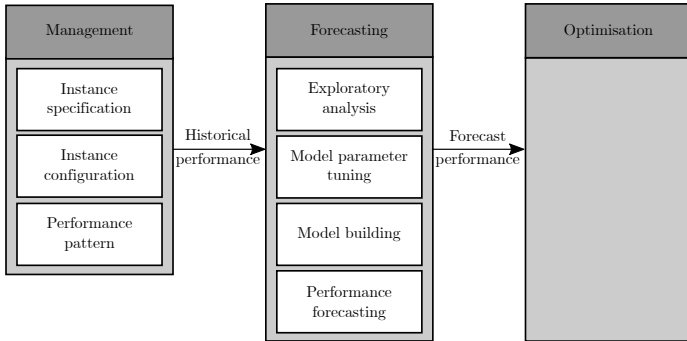 Management
Instance
specification
Instance
configuration
Performance
pattern
Historical
performance
Forecasting
Exploratory
analysis
Model parameter
tuning
Model building
Performance
forecasting
Forecast
performance
Optimisation